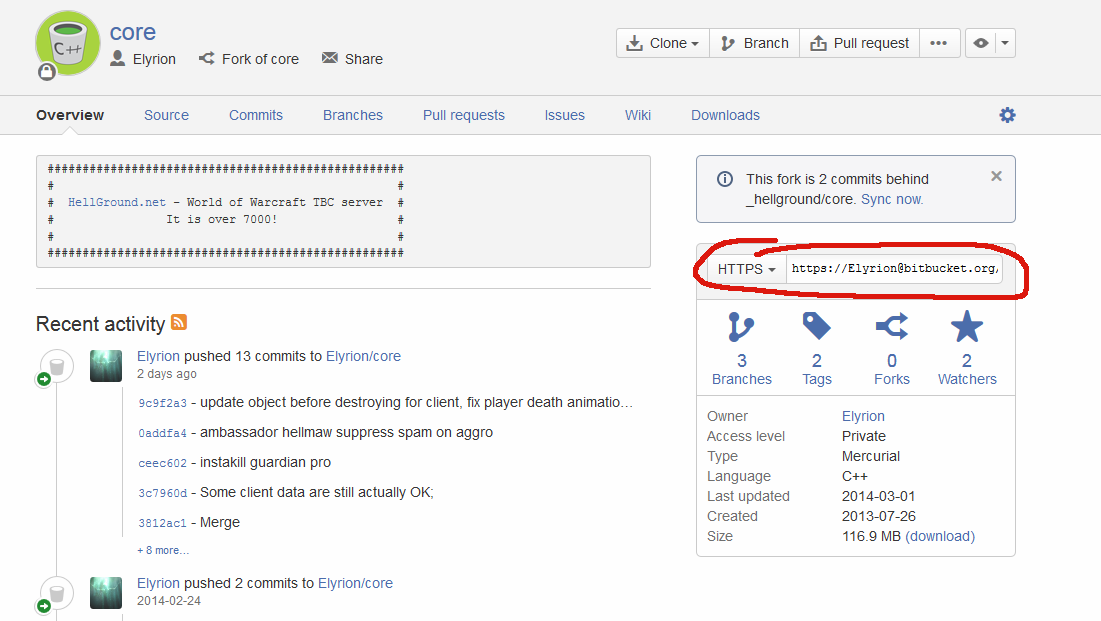 C++
core
Elyrion Fork of core Share
Clone Branch Pull request •••
Overview Source Commits Branches Pull requests Issues Wiki Downloads
###################################################
# #
# HellGround.net - World of Warcraft TBC server #
# It is over 7000! #
# #
###################################################
This fork is 2 commits behind
_hellground/core. Sync now.
HTTPS https://Elyrion@bitbucket.org/
3 Branches
2 Tags
0 Forks
2 Watchers
Owner Elyrion
Access level Private
Type Mercurial
Language C++
Last updated 2014-03-01
Created 2013-07-26
Size 116.9 MB (download)
Recent activity
Elyrion pushed 13 commits to Elyrion/core
2 days ago
9c9f2a3 - update object before destroying for client, fix player death animatio…
0addfa4 - ambassador hellmaw suppress spam on aggro
ceec602 - instakill guardian pro
3c7960d - Some client data are still actually OK;
3812ac1 - Merge
+ 8 more…
Elyrion pushed 2 commits to Elyrion/core
2014-02-24